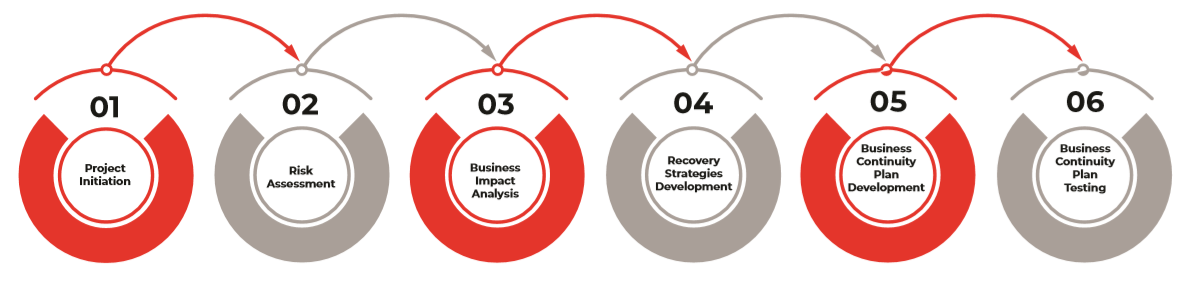 01
Project
Initiation
02
Risk
Assessment
03
Business
Impact
Analysis
04
Recovery
Strategies
Development
05
Business
Continuity
Plan
Development
06
Business
Continuity
Plan
Testing